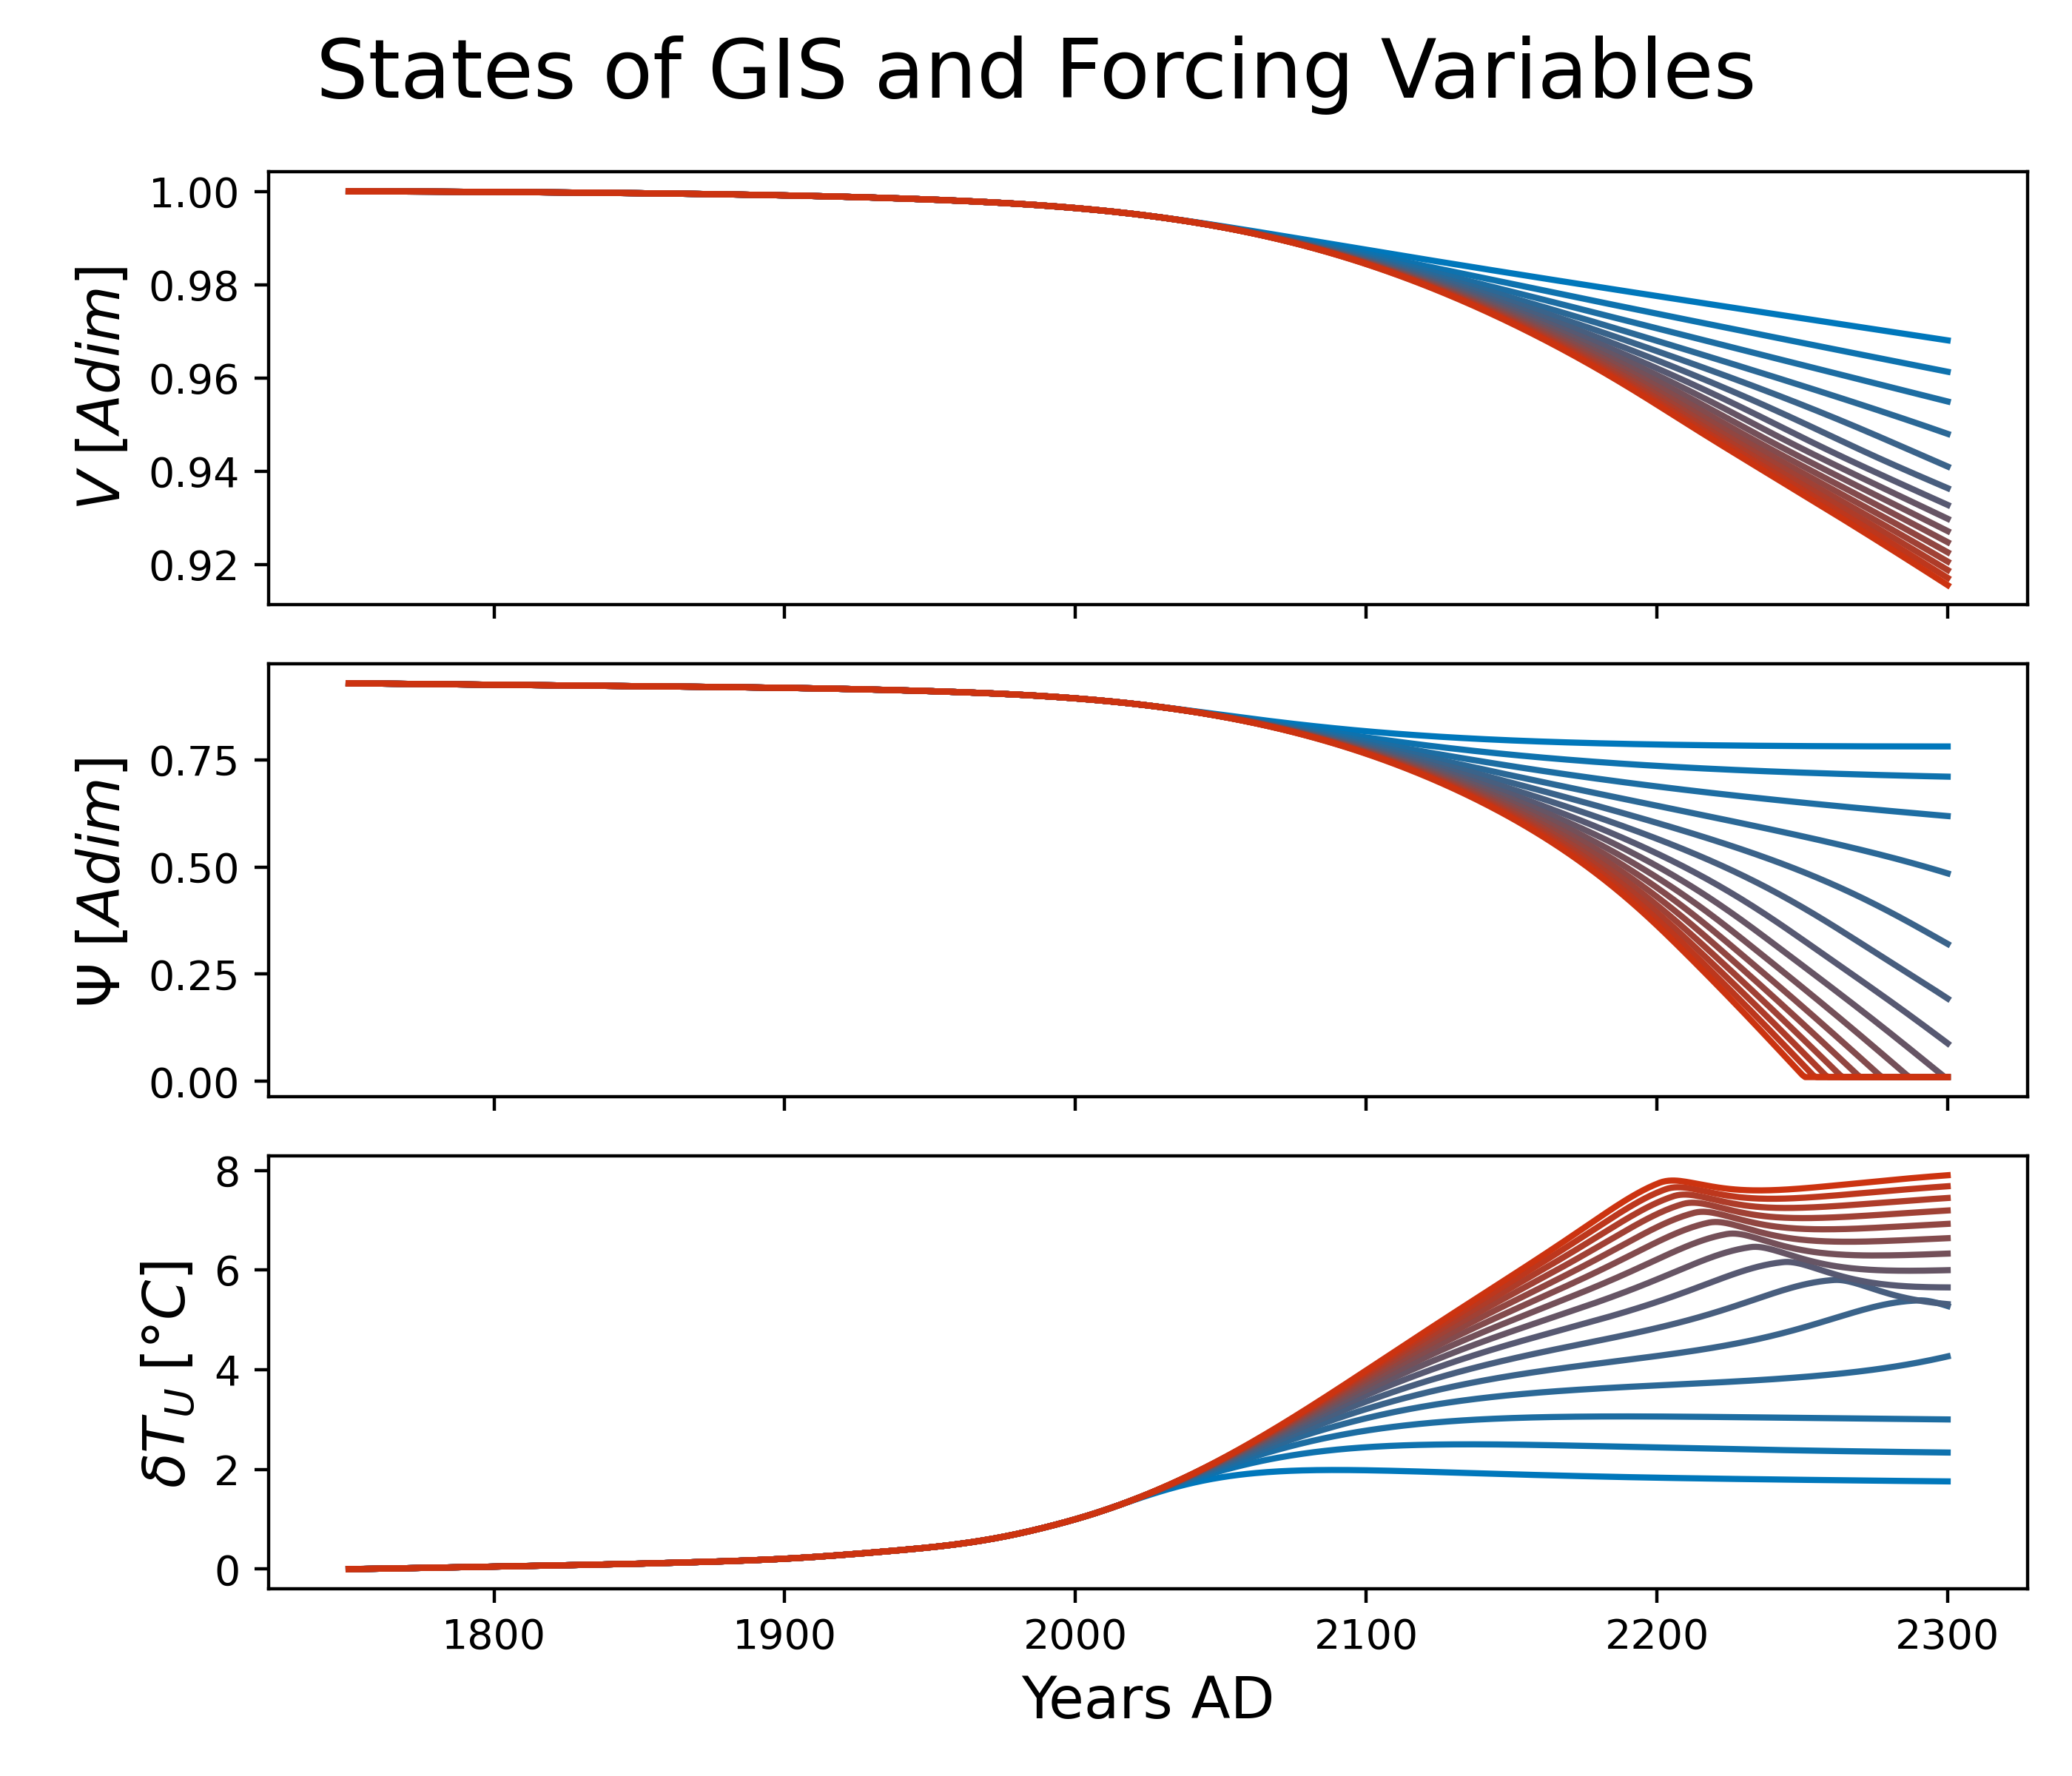 States of GIS and Forcing Variables
V [Adim]
1.00
0.98
0.96
0.94
0.92
Ψ [Adim]
0.75
0.50
0.25
0.00
δT_U [°C]
8
6
4
2
0
1800 1900 2000 2100 2200 2300
Years AD